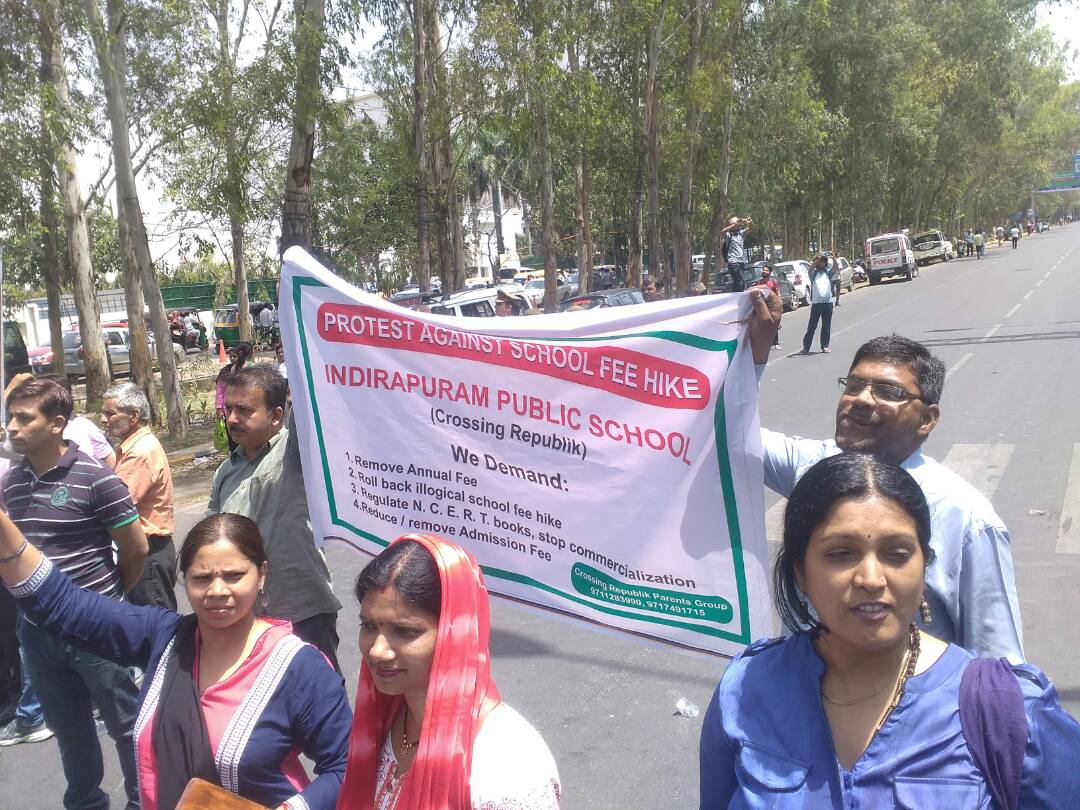 PROTEST AGAINST SCHOOL FEE HIKE
INDIRAPURAM PUBLIC SCHOOL
(Crossing Republik)
We Demand:
1. Remove Annual Fee
2. Roll back illogical school fee hike
3. Regulate N. C. E. R. T. books, stop commercialization
4. Reduce / remove Admission Fee
Crossing Republik Parents Group
9711283990, 9717491715
POLICE